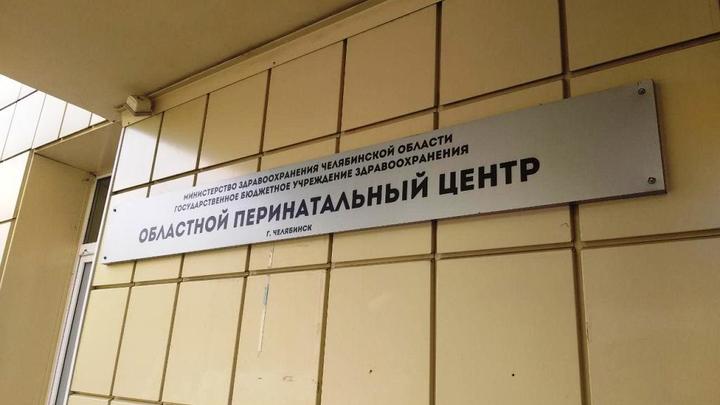 МИНИСТЕРСТВО ЗДРАВООХРАНЕНИЯ ЧЕЛЯБИНСКОЙ ОБЛАСТИ
ГОСУДАРСТВЕННОЕ БЮДЖЕТНОЕ УЧРЕЖДЕНИЕ ЗДРАВООХРАНЕНИЯ
ОБЛАСТНОЙ ПЕРИНАТАЛЬНЫЙ ЦЕНТР
Г. ЧЕЛЯБИНСК